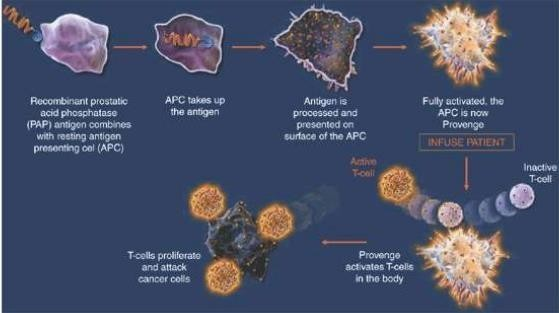 Recombinant prostatic
acid phosphatase
(PAP) antigen combines
with resting antigen
presenting cel (APC)
APC takes up
the antigen
Antigen is
processed and
presented on
surface of the APC
Fully activated, the
APC is now
Provenge
INFUSE PATIENT
Active
T-cell
Inactive
T-cell
T-cells proliferate
and attack
cancer cells
Provenge
activates T-cells
in the body